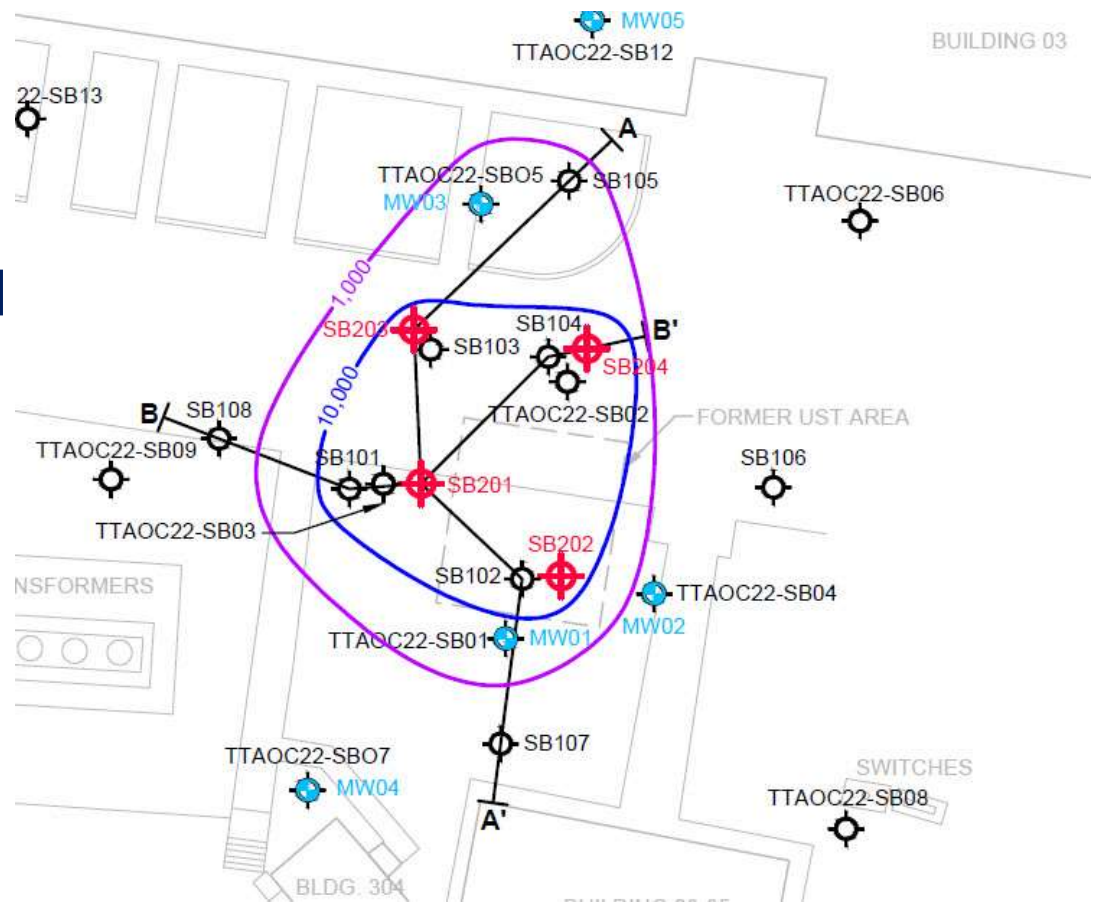 MW05
TTAOC22-SB12
BUILDING 03
22-SB13
A
TTAOC22-SBO5
SB105
MW03
TTAOC22-SB06
1,000
SB203
SB104
B'
SB103
SB204
10,000
TTAOC22-SB02
B
SB108
FORMER UST AREA
TTAOC22-SB09
SB101
SB106
SB201
TTAOC22-SB03
SB202
SB102
NSFORMERS
TTAOC22-SB04
MW02
TTAOC22-SB01
MW01
SB107
TTAOC22-SBO7
MW04
SWITCHES
TTAOC22-SB08
A'
BLDG. 304